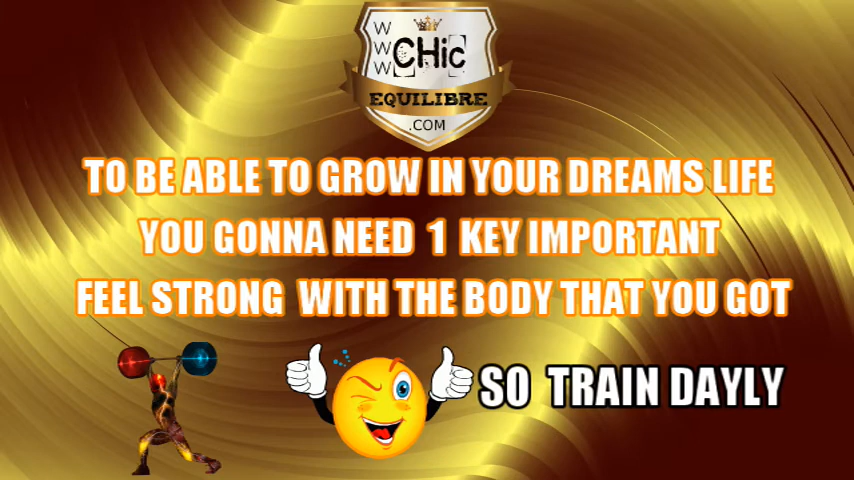 WWW
CHic
EQUILIBRE
.COM
TO BE ABLE TO GROW IN YOUR DREAMS LIFE
YOU GONNA NEED 1 KEY IMPORTANT
FEEL STRONG WITH THE BODY THAT YOU GOT
SO TRAIN DAYLY